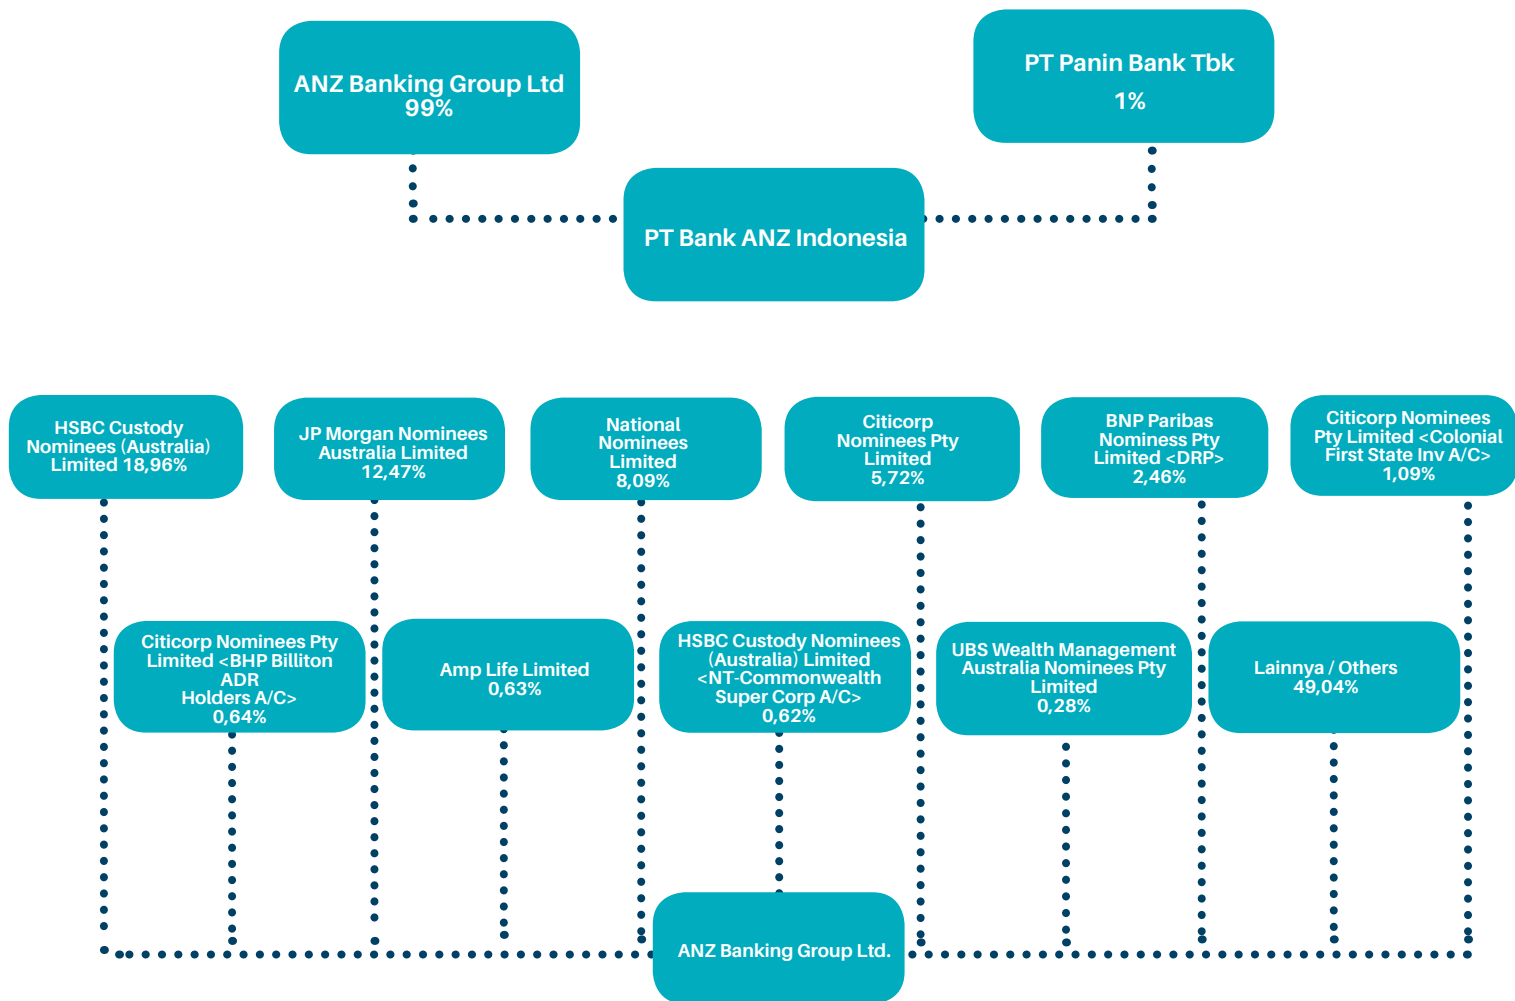 ANZ Banking Group Ltd
99%
PT Panin Bank Tbk
1%
PT Bank ANZ Indonesia
HSBC Custody
Nominees (Australia)
Limited 18,96%
JP Morgan Nominees
Australia Limited
12,47%
National
Nominees
Limited
8,09%
Citicorp
Nominees Pty
Limited
5,72%
BNP Paribas
Nominess Pty
Limited <DRP>
2,46%
Citicorp Nominees
Pty Limited <Colonial
First State Inv A/C>
1,09%
Citicorp Nominees Pty
Limited <BHP Billiton
ADR
Holders A/C>
0,64%
Amp Life Limited
0,63%
HSBC Custody Nominees
(Australia) Limited
<NT-Commonwealth
Super Corp A/C>
0,62%
UBS Wealth Management
Australia Nominees Pty
Limited
0,28%
Lainnya / Others
49,04%
ANZ Banking Group Ltd.